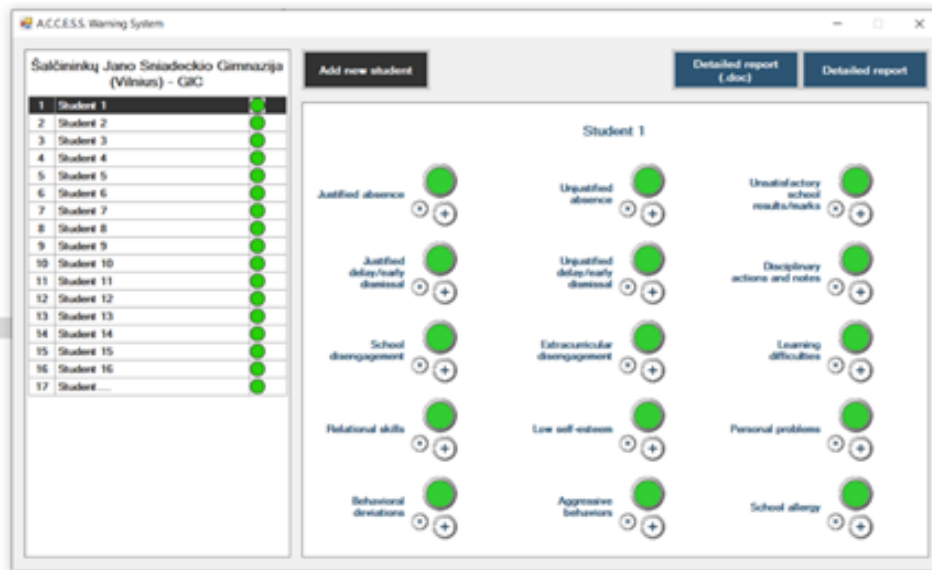 A.C.C.E.S.S. Warning System
Šalčininkų Jano Sniadeckio Gimnazija
(Vilnius) - GIC
1 Student 1
2 Student 2
3 Student 3
4 Student 4
5 Student 5
6 Student 6
7 Student 7
8 Student 8
9 Student 9
10 Student 10
11 Student 11
12 Student 12
13 Student 13
14 Student 14
15 Student 15
16 Student 16
17 Student....
Add new student
Detailed report
(.doc)
Detailed report
Student 1
Justified absence
Unjustified
absence
Unsatisfactory
school
results/marks
Justified
delay/early
dismissal
Unjustified
delay/early
dismissal
Disciplinary
actions and notes
School
disengagement
Extracurricular
disengagement
Learning
difficulties
Relational skills
Low self-esteem
Personal problems
Behavioral
deviations
Aggressive
behaviors
School allergy